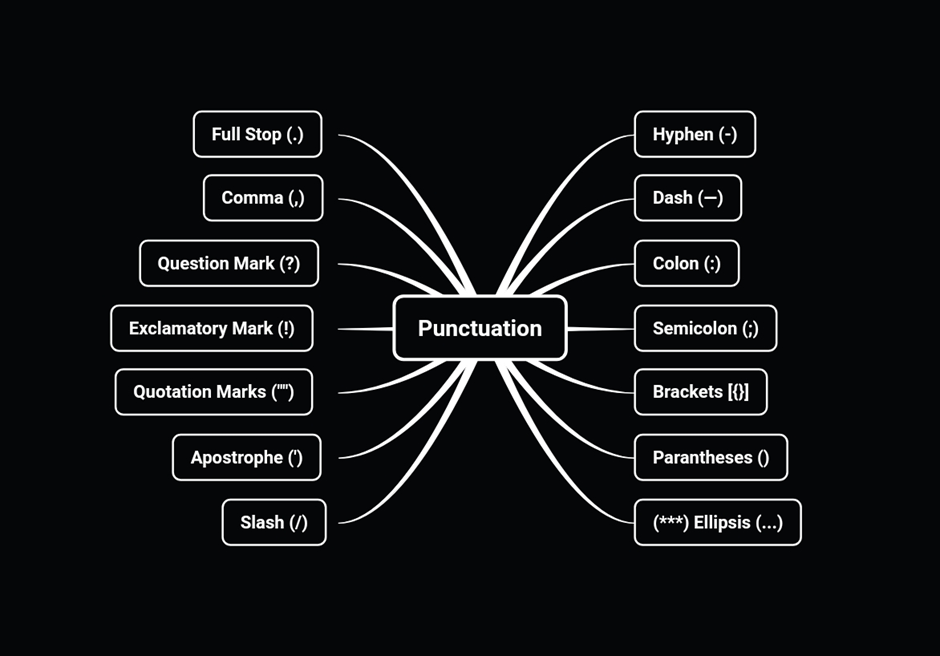 Full Stop (.)
Comma (,)
Question Mark (?)
Exclamatory Mark (!)
Quotation Marks ("")
Apostrophe (')
Slash (/)
Punctuation
Hyphen (-)
Dash (—)
Colon (:)
Semicolon (;)
Brackets [{}]
Parantheses ()
(***) Ellipsis (...)